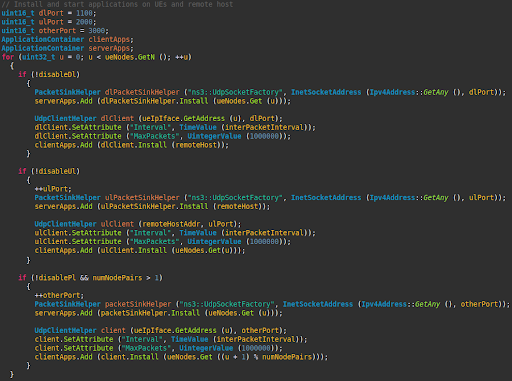 // Install and start applications on UEs and remote host
uint16_t dlPort = 1100;
uint16_t ulPort = 2000;
uint16_t otherPort = 3000;
ApplicationContainer clientApps;
ApplicationContainer serverApps;
for (uint32_t u = 0; u < ueNodes.GetN (); ++u)
{
if (!disableDl)
{
PacketSinkHelper dlPacketSinkHelper ("ns3::UdpSocketFactory", InetSocketAddress (Ipv4Address::GetAny (), dlPort));
serverApps.Add (dlPacketSinkHelper.Install (ueNodes.Get (u)));
UdpClientHelper dlClient (ueIpIface.GetAddress (u), dlPort);
dlClient.SetAttribute ("Interval", TimeValue (interPacketInterval));
dlClient.SetAttribute ("MaxPackets", UintegerValue (1000000));
clientApps.Add (dlClient.Install (remoteHost));
}
if (!disableUl)
{
++ulPort;
PacketSinkHelper ulPacketSinkHelper ("ns3::UdpSocketFactory", InetSocketAddress (Ipv4Address::GetAny (), ulPort));
serverApps.Add (ulPacketSinkHelper.Install (remoteHost));
UdpClientHelper ulClient (remoteHostAddr, ulPort);
ulClient.SetAttribute ("Interval", TimeValue (interPacketInterval));
ulClient.SetAttribute ("MaxPackets", UintegerValue (1000000));
clientApps.Add (ulClient.Install (ueNodes.Get(u)));
}
if (!disablePl && numNodePairs > 1)
{
++otherPort;
PacketSinkHelper packetSinkHelper ("ns3::UdpSocketFactory", InetSocketAddress (Ipv4Address::GetAny (), otherPort));
serverApps.Add (packetSinkHelper.Install (ueNodes.Get (u)));
UdpClientHelper client (ueIpIface.GetAddress (u), otherPort);
client.SetAttribute ("Interval", TimeValue (interPacketInterval));
client.SetAttribute ("MaxPackets", UintegerValue (1000000));
clientApps.Add (client.Install (ueNodes.Get ((u + 1) % numNodePairs)));
}
}